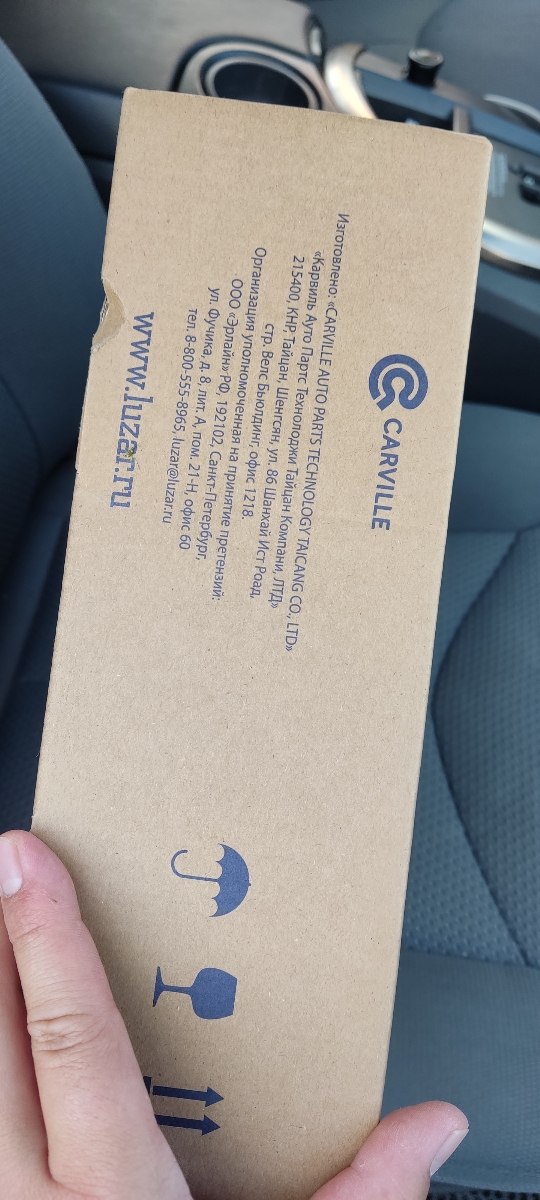 CARVILLE
Изготовлено: «CARVILLE AUTO PARTS TECHNOLOGY TAICANG CO., LTD»
«Карвиль Ауто Партс Технолоджи Тайцан Компани, ЛТД»
215400, КНР, Тайцан, Шенгсян, ул. 86 Шанхай Ист Роад,
стр. Велс Бьюлдинг, офис 1218.
Организация уполномоченная на принятие претензий:
ООО «Эрлайн» РФ, 192102, Санкт-Петербург,
ул. Фучика, д. 8, лит. А, пом. 21-Н, офис 60
тел. 8-800-555-8965, luzar@luzar.ru
www.luzar.ru